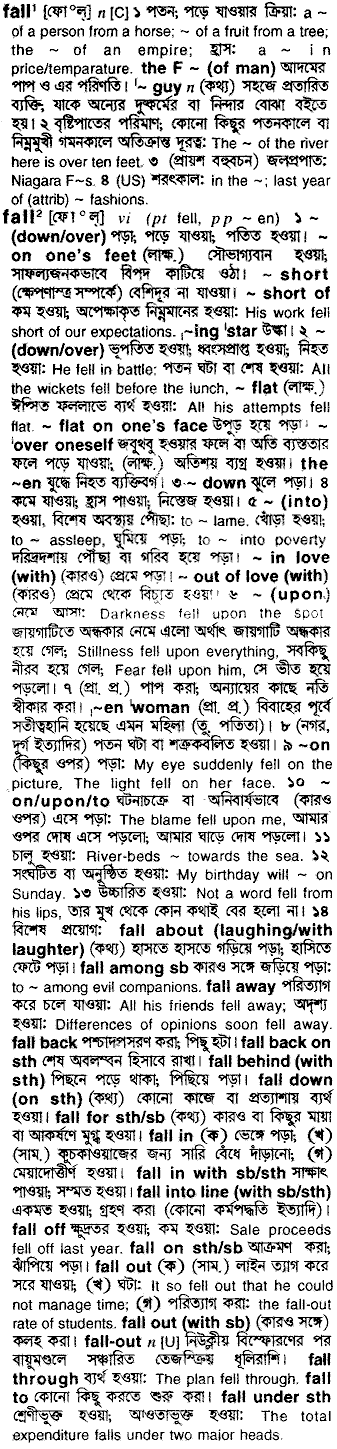 fall¹ [ফো°ল্] n [C] ১ পতন; পড়ে যাওয়ার ক্রিয়া: a ~
of a person from a horse; ~ of a fruit from a tree;
the ~ of an empire; হ্রাস: a ~ in
price/temparature. the F ~ (of man) আদমের
পাপ ও এর পরিণতি। '~ guy n (কথ্য) সহজে প্রতারিত
ব্যক্তি, যাকে অন্যের দুষ্কর্মের বা নিন্দার বোঝা বইতে
হয়। ২ বৃষ্টিপাতের পরিমাণ; কোনো কিছুর পতনকালে বা
নিম্নমুখী গমনকালে অতিক্রান্ত দূরত্ব: The ~ of the river
here is over ten feet. ৩ (প্রায়শ বহুবচন) জলপ্রপাত:
Niagara F~s. ৪ (US) শরৎকাল: in the ~; last year
of (attrib) ~ fashions.
fall² [ফো°ল্] vi (pt fell, pp ~ en) ১ ~
(down/over) পড়া; পড়ে যাওয়া; পতিত হওয়া। ~
on one's feet (লাক্ষ.) সৌভাগ্যবান হওয়া;
সাফল্যজনকভাবে বিপদ কাটিয়ে ওঠা। ~ short
(ক্ষেপণাস্ত্র সম্পর্কে) বেশিদূর না যাওয়া। ~ short of
কম হওয়া; অপেক্ষাকৃত নিম্নমানের হওয়া: His work fell
short of our expectations. ,~ing 'star উল্কা। ২ ~
(down/over) ভূপতিত হওয়া; ধ্বংসপ্রাপ্ত হওয়া; নিহত
হওয়া: He fell in battle; পতন ঘটা বা শেষ হওয়া: All
the wickets fell before the lunch, ~ flat (লাক্ষ.)
ঈপ্সিত ফললাভে ব্যর্থ হওয়া: All his attempts fell
flat. ~ flat on one's face উপুড় হয়ে পড়া। ~
'over oneself জবুথবু হওয়ার ফলে বা অতি ব্যস্ততার
ফলে পড়ে যাওয়া; (লাক্ষ.) অতিশয় ব্যগ্র হওয়া। the
~en যুদ্ধে নিহত ব্যক্তিবর্গ। ৩ ~ down ঝুলে পড়া। ৪
কমে যাওয়া; হ্রাস পাওয়া; নিস্তেজ হওয়া। ৫ ~ (into)
হওয়া, বিশেষ অবস্থায় পৌঁছা: to ~ lame. খোঁড়া হওয়া;
to ~ assleep, ঘুমিয়ে পড়া; to ~ into poverty
দরিদ্রদশায় পৌঁছা বা গরিব হয়ে পড়া। ~ in love
(with) (কারও) প্রেমে পড়া। ~ out of love (with)
(কারও) প্রেমে থেকে বিচ্যুত হওয়া। ৬ ~ (upon)
নেমে আসা: Darkness fell upon the spot
জায়গাটিতে অন্ধকার নেমে এলো অর্থাৎ জায়গাটি অন্ধকার
হয়ে গেল; Stillness fell upon everything, সবকিছু
নীরব হয়ে গেল; Fear fell upon him, সে ভীত হয়ে
পড়লো। ৭ (প্রা. প্র.) পাপ করা; অন্যায়ের কাছে নতি
স্বীকার করা। ,~en 'woman (প্রা. প্র.) বিবাহের পূর্বে
সতীত্বহানি হয়েছে এমন মহিলা (তু. পতিতা)। ৮ (নগর,
দুর্গ ইত্যাদির) পতন ঘটা বা শত্রুকবলিত হওয়া। ৯ ~on
(কিছুর ওপর) পড়া: My eye suddenly fell on the
picture, The light fell on her face. ১০ ~
on/upon/to ঘটনাচক্রে বা অনিবার্যভাবে (কারও
ওপর) এসে পড়া: The blame fell upon me, আমার
ওপর দোষ এসে পড়লো; আমার ঘাড়ে দোষ পড়লো। ১১
চালু হওয়া: River-beds ~ towards the sea. ১২
সংঘটিত বা অনুষ্ঠিত হওয়া: My birthday will ~ on
Sunday. ১৩ উচ্চারিত হওয়া: Not a word fell from
his lips, তার মুখ থেকে কোন কথাই বের হলো না। ১৪
বিশেষ প্রয়োগ: fall about (laughing/with
laughter) (কথ্য) হাসতে হাসতে গড়িয়ে পড়া; হাসিতে
ফেটে পড়া। fall among sb কারও সঙ্গে জড়িয়ে পড়া:
to ~ among evil companions. fall away পরিত্যাগ
করে চলে যাওয়া: All his friends fell away; অদৃশ্য
হওয়া: Differences of opinions soon fell away.
fall back পশ্চাদপসরণ করা; পিছু হটা। fall back on
sth শেষ অবলম্বন হিসাবে রাখা। fall behind (with
sth) পিছনে পড়ে থাকা; পিছিয়ে পড়া। fall down
(on sth) (কথ্য) কোনো কাজে বা প্রত্যাশায় ব্যর্থ
হওয়া। fall for sth/sb (কথ্য) কারও বা কিছুর মায়া
বা আকর্ষণে মুগ্ধ হওয়া। fall in (ক) ভেঙ্গে পড়া; (খ)
(সাম.) কুচকাওয়াজের জন্য সারি বেঁধে দাঁড়ানো; (গ)
মেয়াদোত্তীর্ণ হওয়া। fall in with sb/sth সাক্ষাৎ
পাওয়া; সম্মত হওয়া। fall into line (with sb/sth)
একমত হওয়া; গ্রহণ করা (কোনো কর্মপদ্ধতি ইত্যাদি)।
fall off ক্ষুদ্রতর হওয়া; কম হওয়া: Sale proceeds
fell off last year. fall on sth/sb আক্রমণ করা;
ঝাঁপিয়ে পড়া। fall out (ক) (সাম.) লাইন ত্যাগ করে
সরে যাওয়া; (খ) ঘটা: It so fell out that he could
not manage time; (গ) পরিত্যাগ করা: the fall-out
rate of students. fall out (with sb) (কারও সঙ্গে)
কলহ করা। fall-out n [U] নিউক্লীয় বিস্ফোরণের পর
বায়ুমণ্ডলে সঞ্চারিত তেজস্ক্রিয় ধূলিরাশি। fall
through ব্যর্থ হওয়া: The plan fell through. fall
to কোনো কিছু করতে শুরু করা। fall under sth
শ্রেণীভুক্ত হওয়া; আওতাভুক্ত হওয়া: The total
expenditure falls under two major heads.